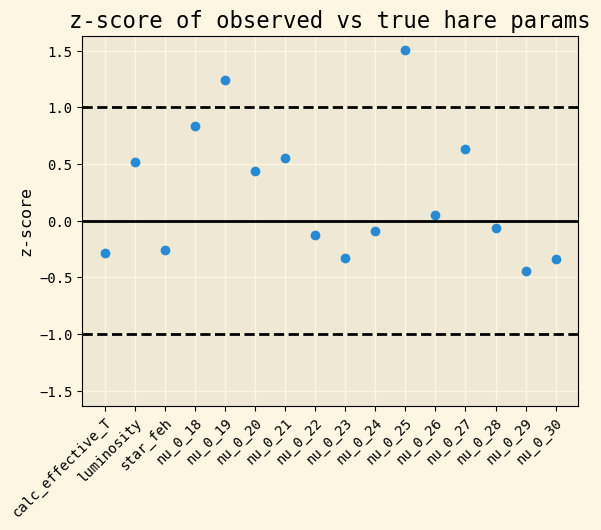 z-score of observed vs true hare params
z-score
1.5
1.0
0.5
0.0
−0.5
−1.0
−1.5
calc_effective_T
luminosity
star_feh
nu_0_18
nu_0_19
nu_0_20
nu_0_21
nu_0_22
nu_0_23
nu_0_24
nu_0_25
nu_0_26
nu_0_27
nu_0_28
nu_0_29
nu_0_30